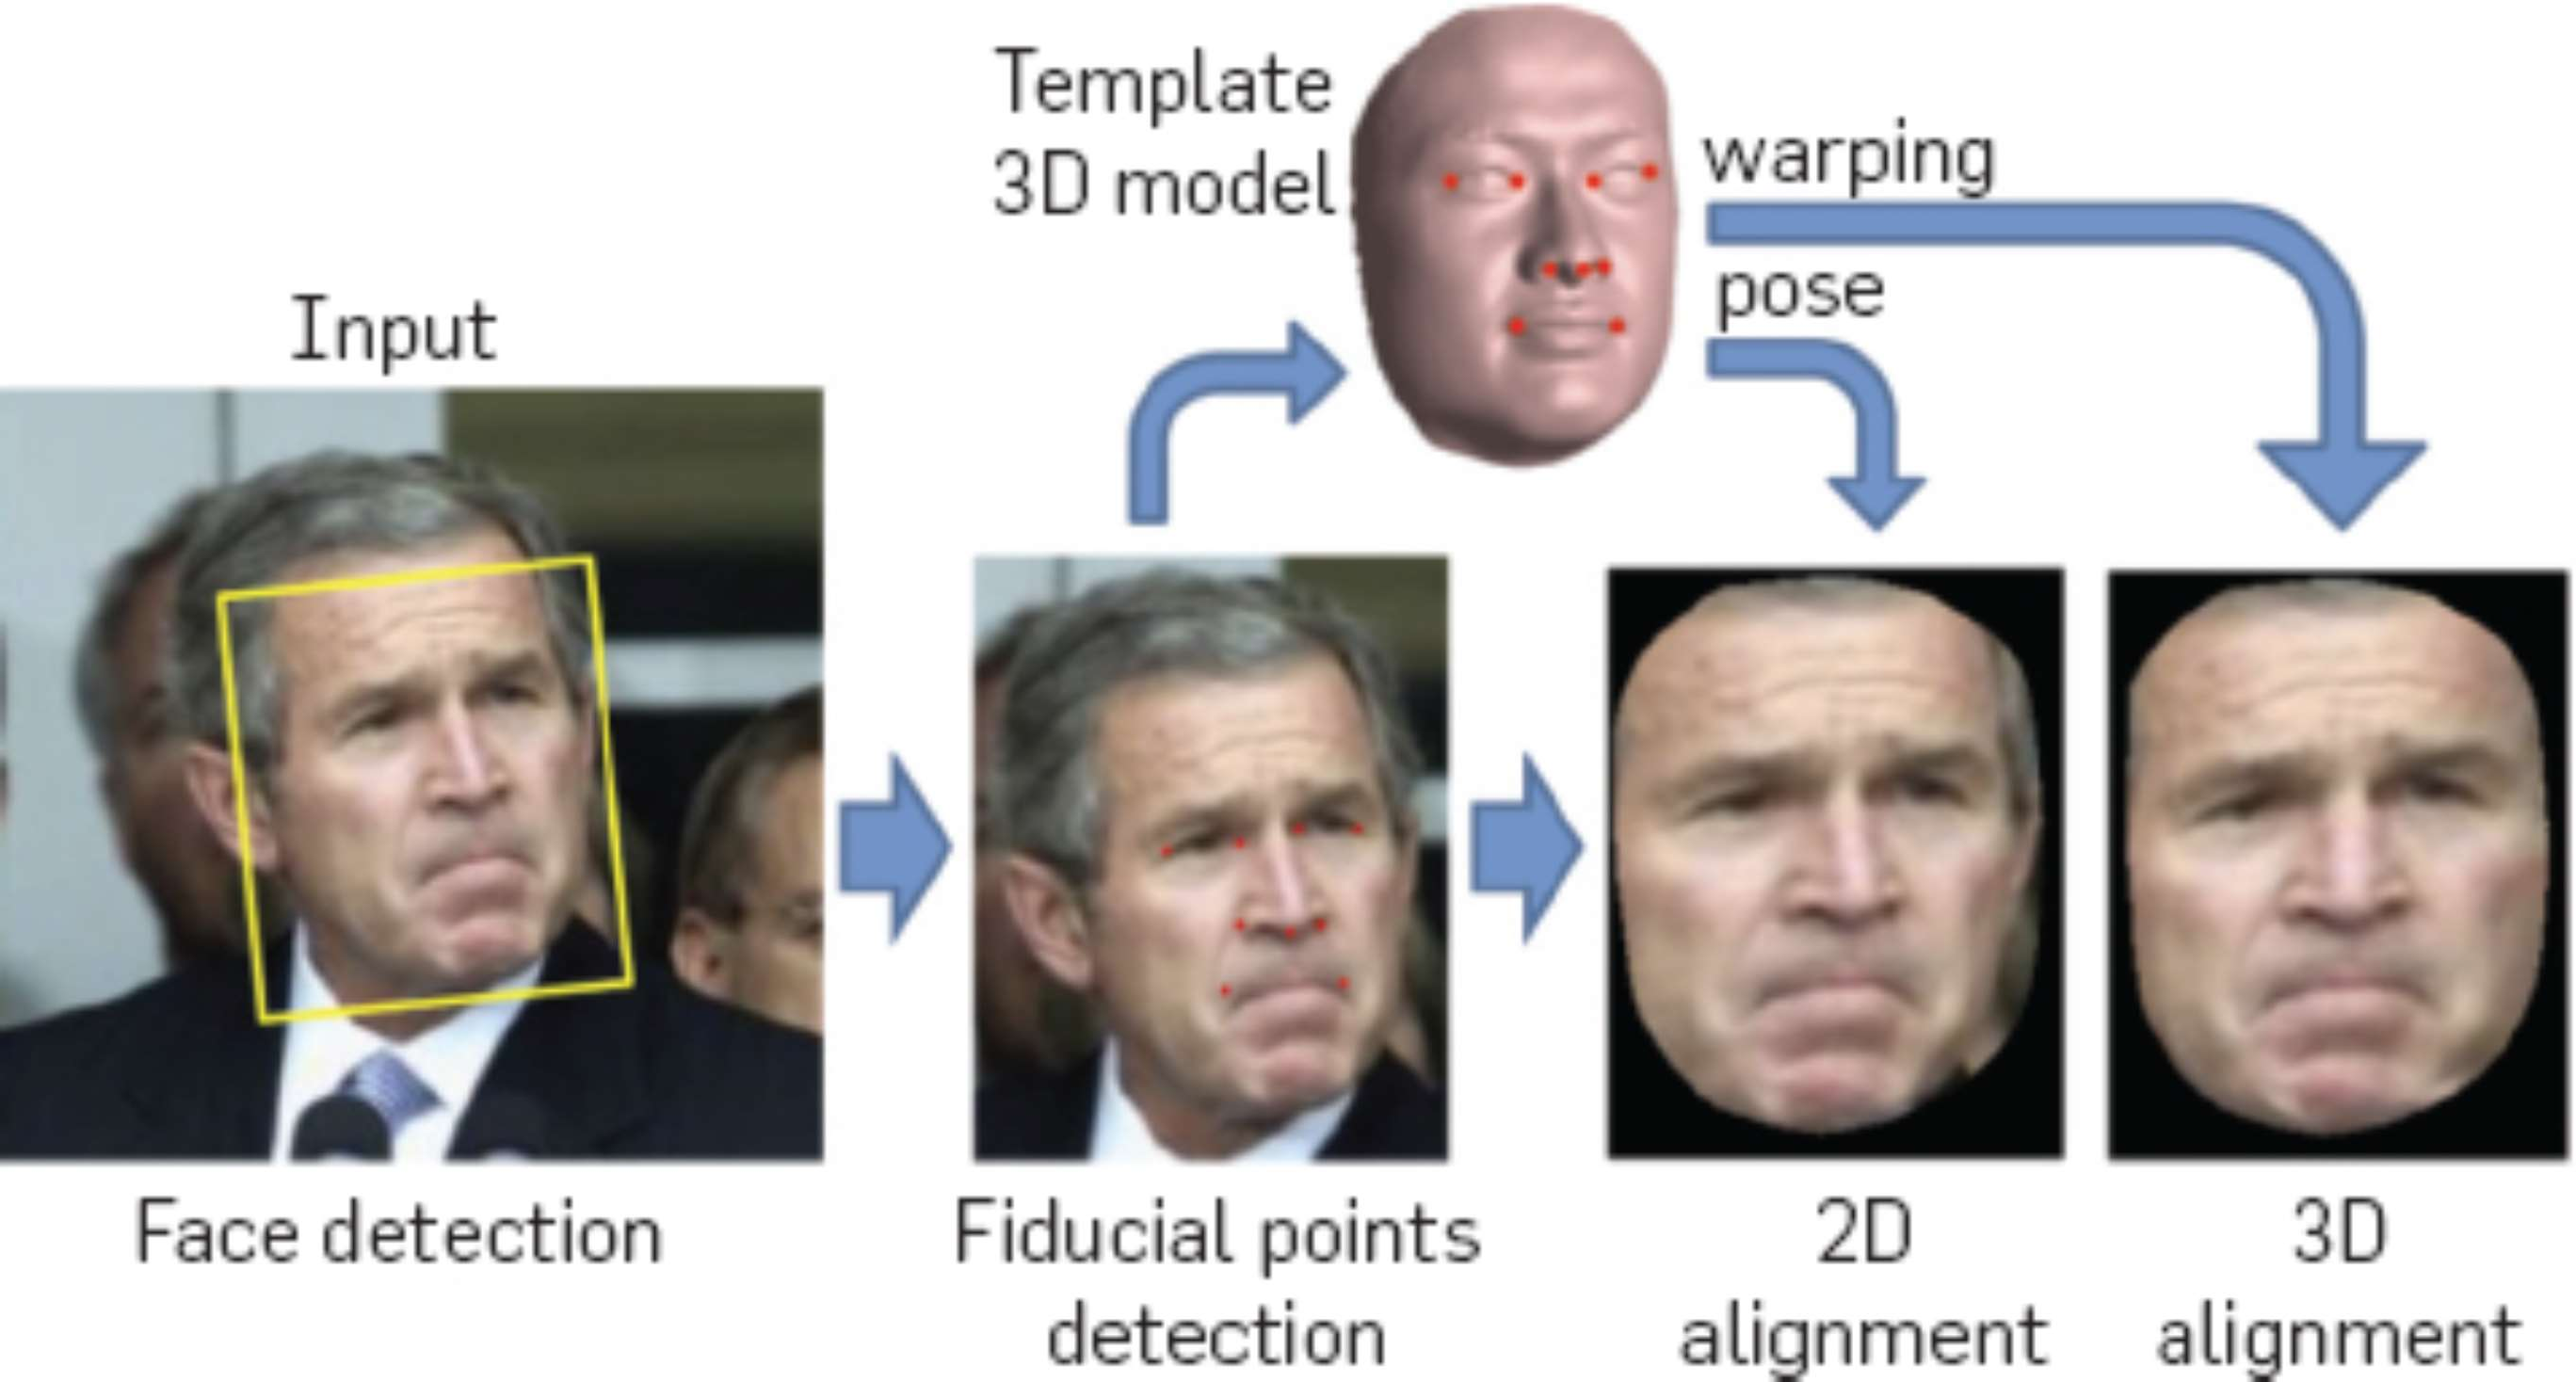 Template
3D model
warping
pose
Input
Face detection
Fiducial points
detection
2D
alignment
3D
alignment